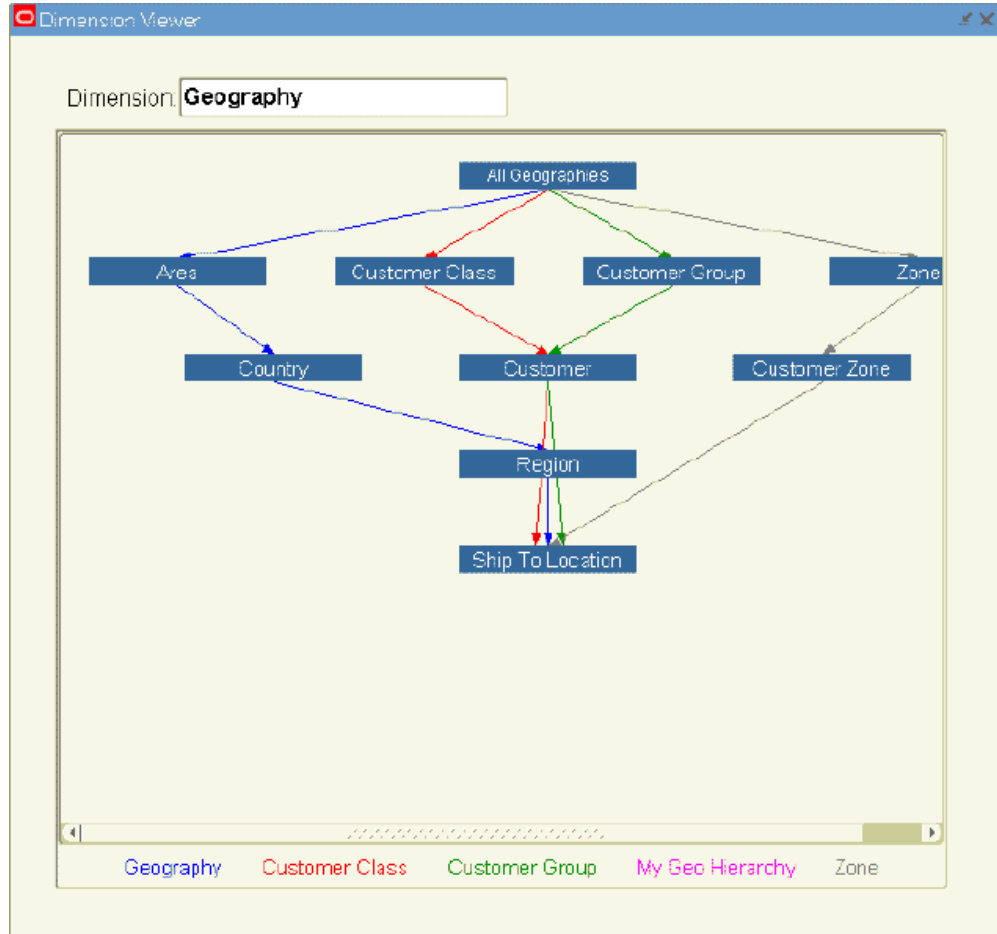 Dimension Viewer
Dimension: Geography
All Geographies
Area Customer Class Customer Group Zone
Country Customer Customer Zone
Region
Ship To Location
Geography Customer Class Customer Group My Geo Hierarchy Zone